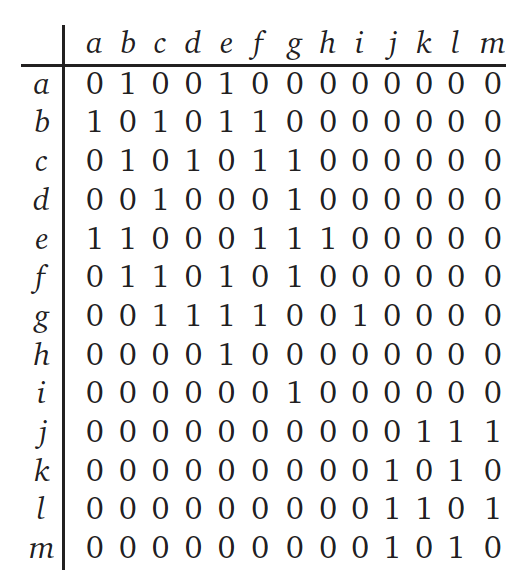 a b c d e f g h i j k l m
a 0 1 0 0 1 0 0 0 0 0 0 0 0
b 1 0 1 0 1 1 0 0 0 0 0 0 0
c 0 1 0 1 0 1 1 0 0 0 0 0 0
d 0 0 1 0 0 0 1 0 0 0 0 0 0
e 1 1 0 0 0 1 1 1 0 0 0 0 0
f 0 1 1 0 1 0 1 0 0 0 0 0 0
g 0 0 1 1 1 1 0 0 1 0 0 0 0
h 0 0 0 0 1 0 0 0 0 0 0 0 0
i 0 0 0 0 0 0 1 0 0 0 0 0 0
j 0 0 0 0 0 0 0 0 0 0 1 1 1
k 0 0 0 0 0 0 0 0 0 1 0 1 0
l 0 0 0 0 0 0 0 0 0 1 1 0 1
m 0 0 0 0 0 0 0 0 0 1 0 1 0